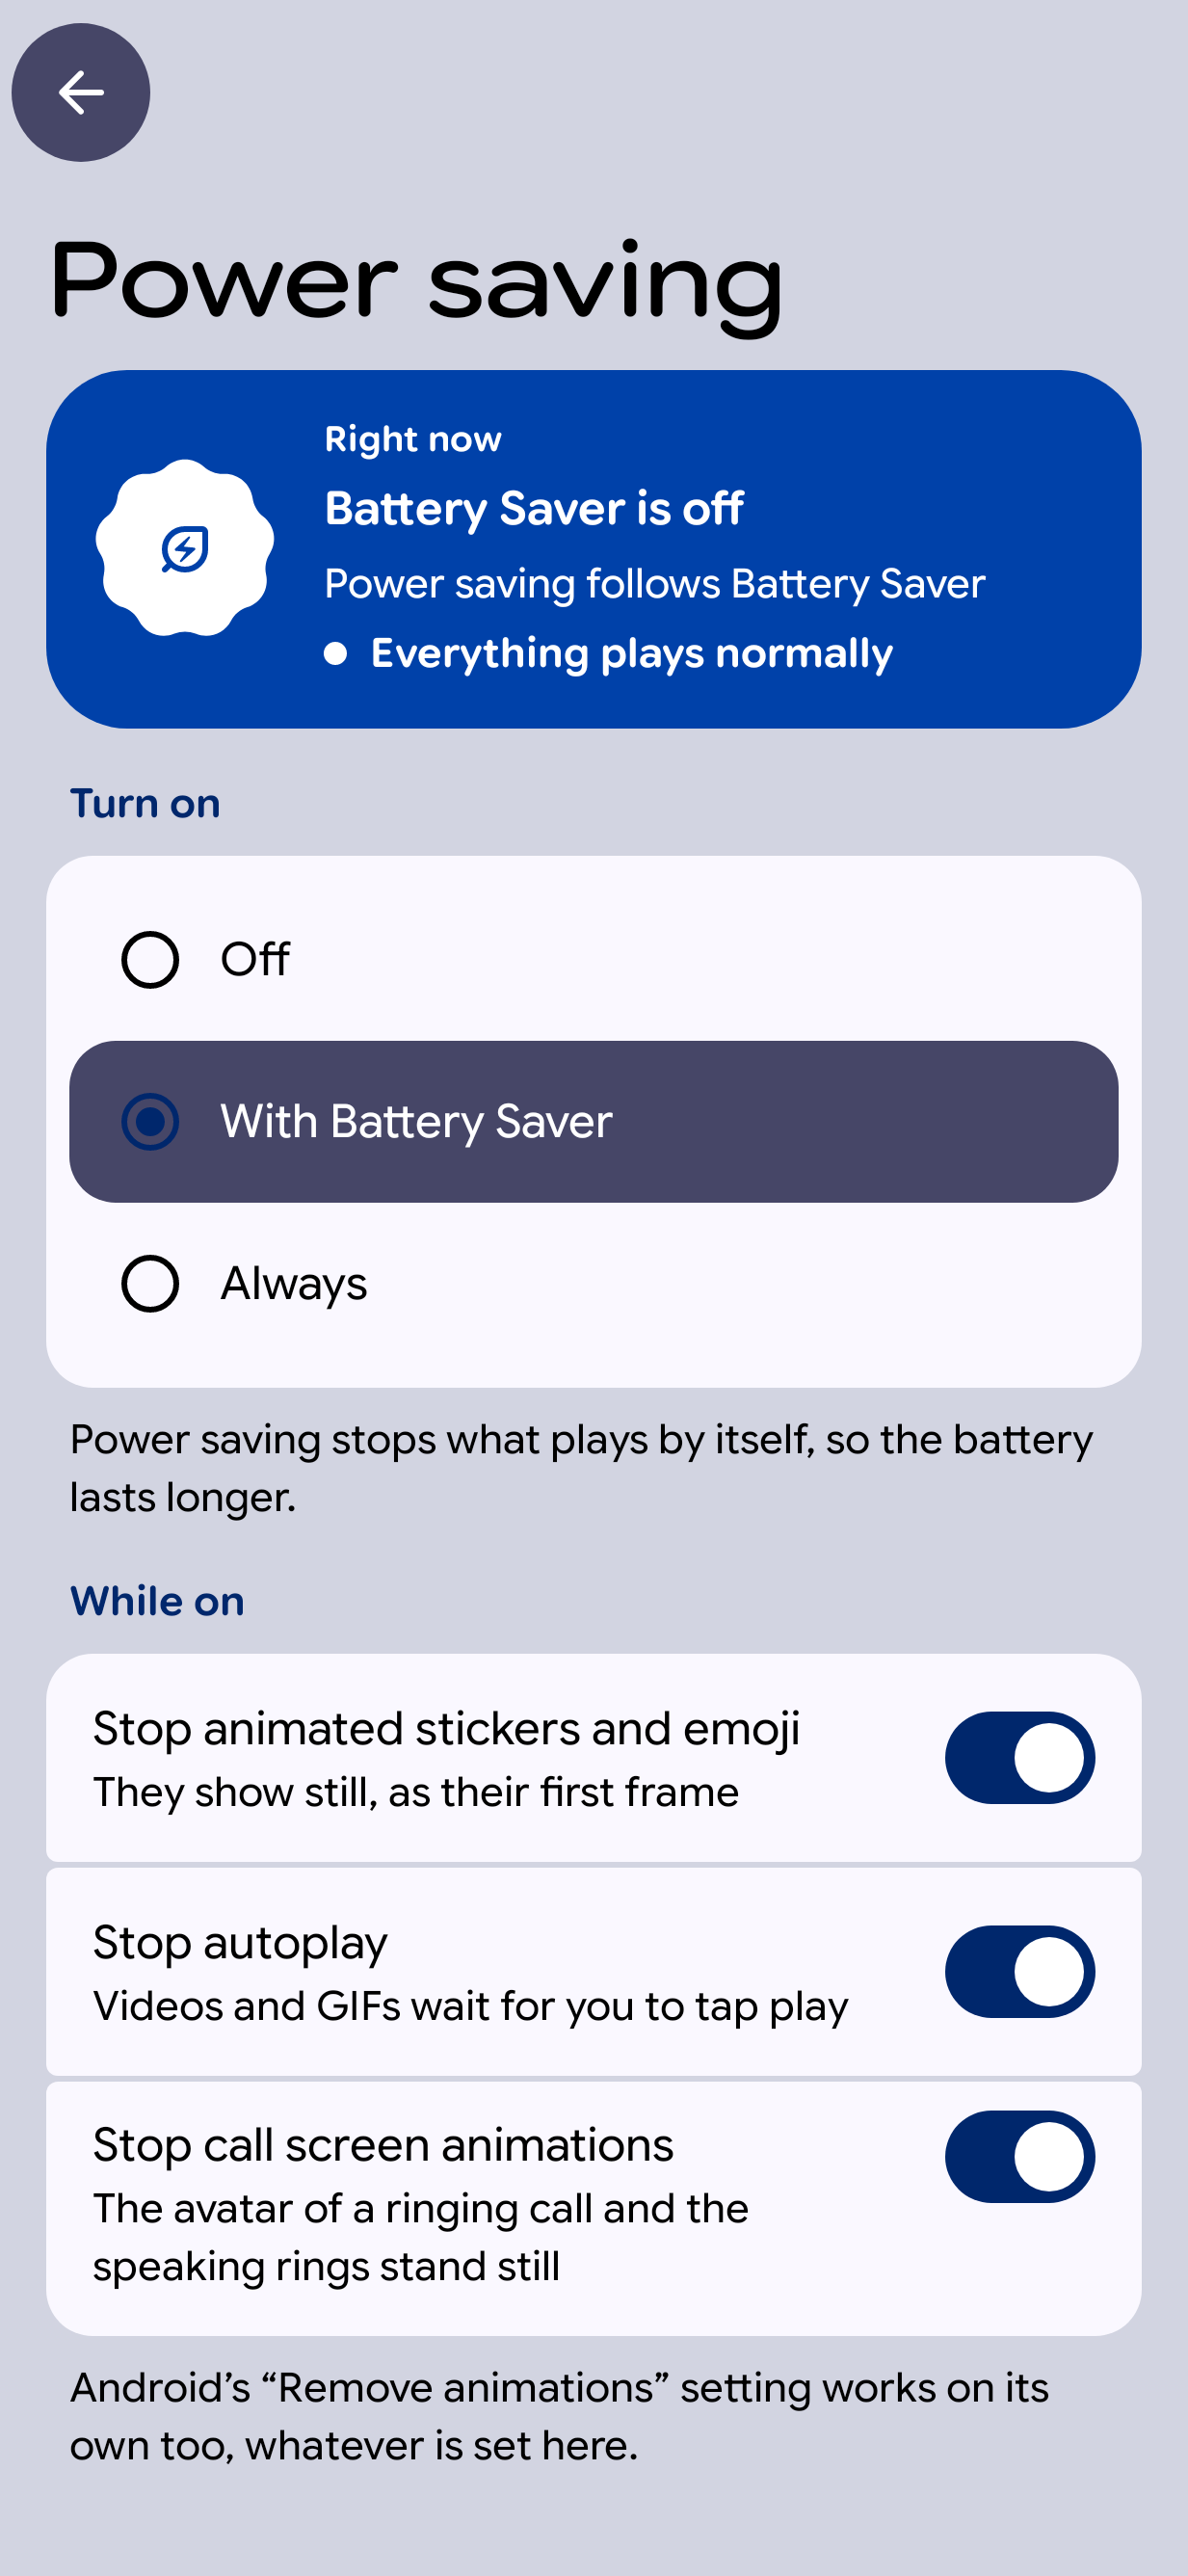 Power saving
Right now
Battery Saver is off
Power saving follows Battery Saver
Everything plays normally
Turn on
Off
With Battery Saver
Always
Power saving stops what plays by itself, so the battery
lasts longer.
While on
Stop animated stickers and emoji
They show still, as their first frame
Stop autoplay
Videos and GIFs wait for you to tap play
Stop call screen animations
The avatar of a ringing call and the
speaking rings stand still
Android’s “Remove animations” setting works on its
own too, whatever is set here.